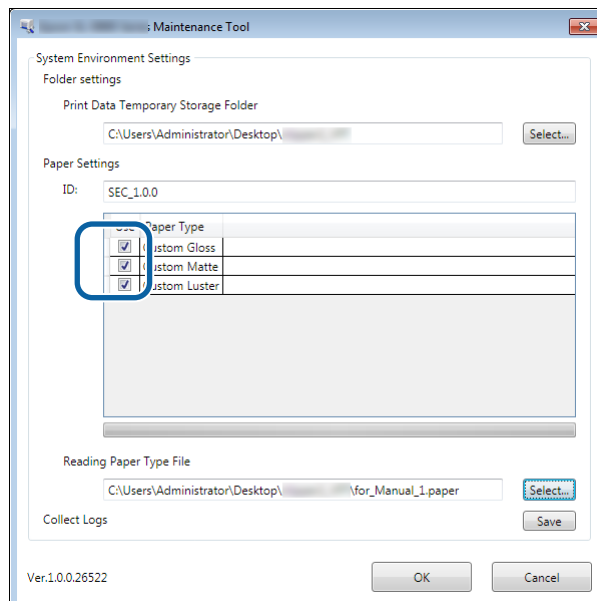 s Maintenance Tool
System Environment Settings
Folder settings
Print Data Temporary Storage Folder
C:\Users\Administrator\Desktop\
Select...
Paper Settings
ID:
SEC_1.0.0
Use Paper Type
Custom Gloss
Custom Matte
Custom Luster
Reading Paper Type File
C:\Users\Administrator\Desktop\ \for_Manual_1.paper
Select...
Collect Logs
Save
Ver.1.0.0.26522
OK
Cancel